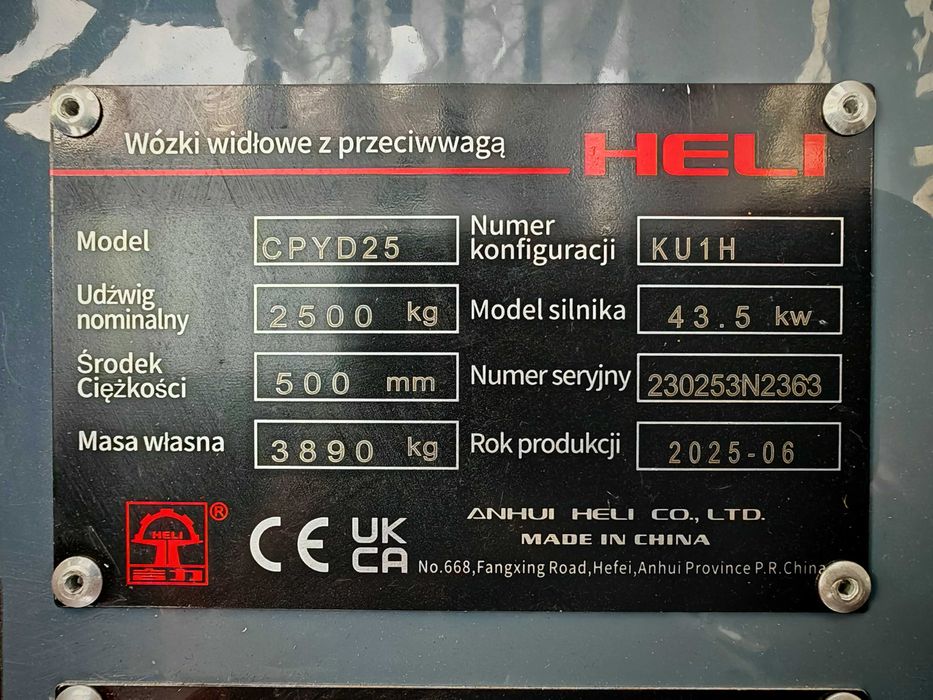 Wózki widłowe z przeciwwagą
HELI
Model CPYD25
Numer konfiguracji KU1H
Udźwig nominalny 2500 kg
Model silnika 43.5 kw
Środek Ciężkości 500 mm
Numer seryjny 230253N2363
Masa własna 3890 kg
Rok produkcji 2025-06
HELI
合力
®
CE
UK
CA
ANHUI HELI CO., LTD.
MADE IN CHINA
No.668,Fangxing Road,Hefei,Anhui Province P.R.China